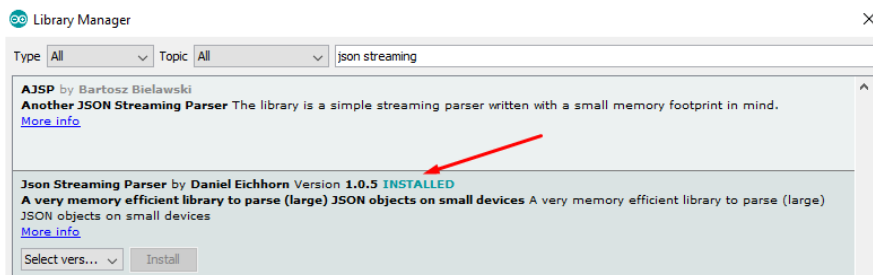 Library Manager
Type All Topic All json streaming
AJSP by Bartosz Bielawski
Another JSON Streaming Parser The library is a simple streaming parser written with a small memory footprint in mind.
More info
Json Streaming Parser by Daniel Eichhorn Version 1.0.5 INSTALLED
A very memory efficient library to parse (large) JSON objects on small devices A very memory efficient library to parse (large)
JSON objects on small devices
More info
Select vers... Install